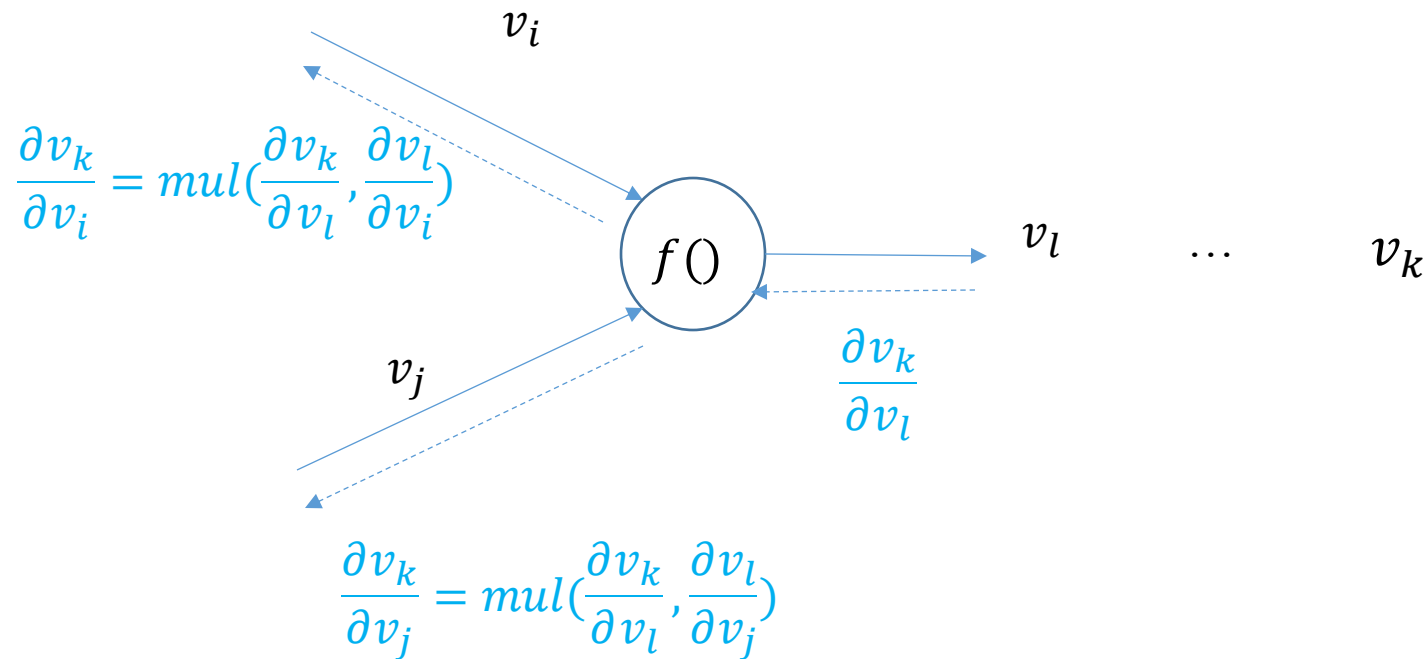 v_i
∂v_k/∂v_i = mul(∂v_k/∂v_l, ∂v_l/∂v_i)
f()
v_l … v_k
v_j
∂v_k/∂v_l
∂v_k/∂v_j = mul(∂v_k/∂v_l, ∂v_l/∂v_j)